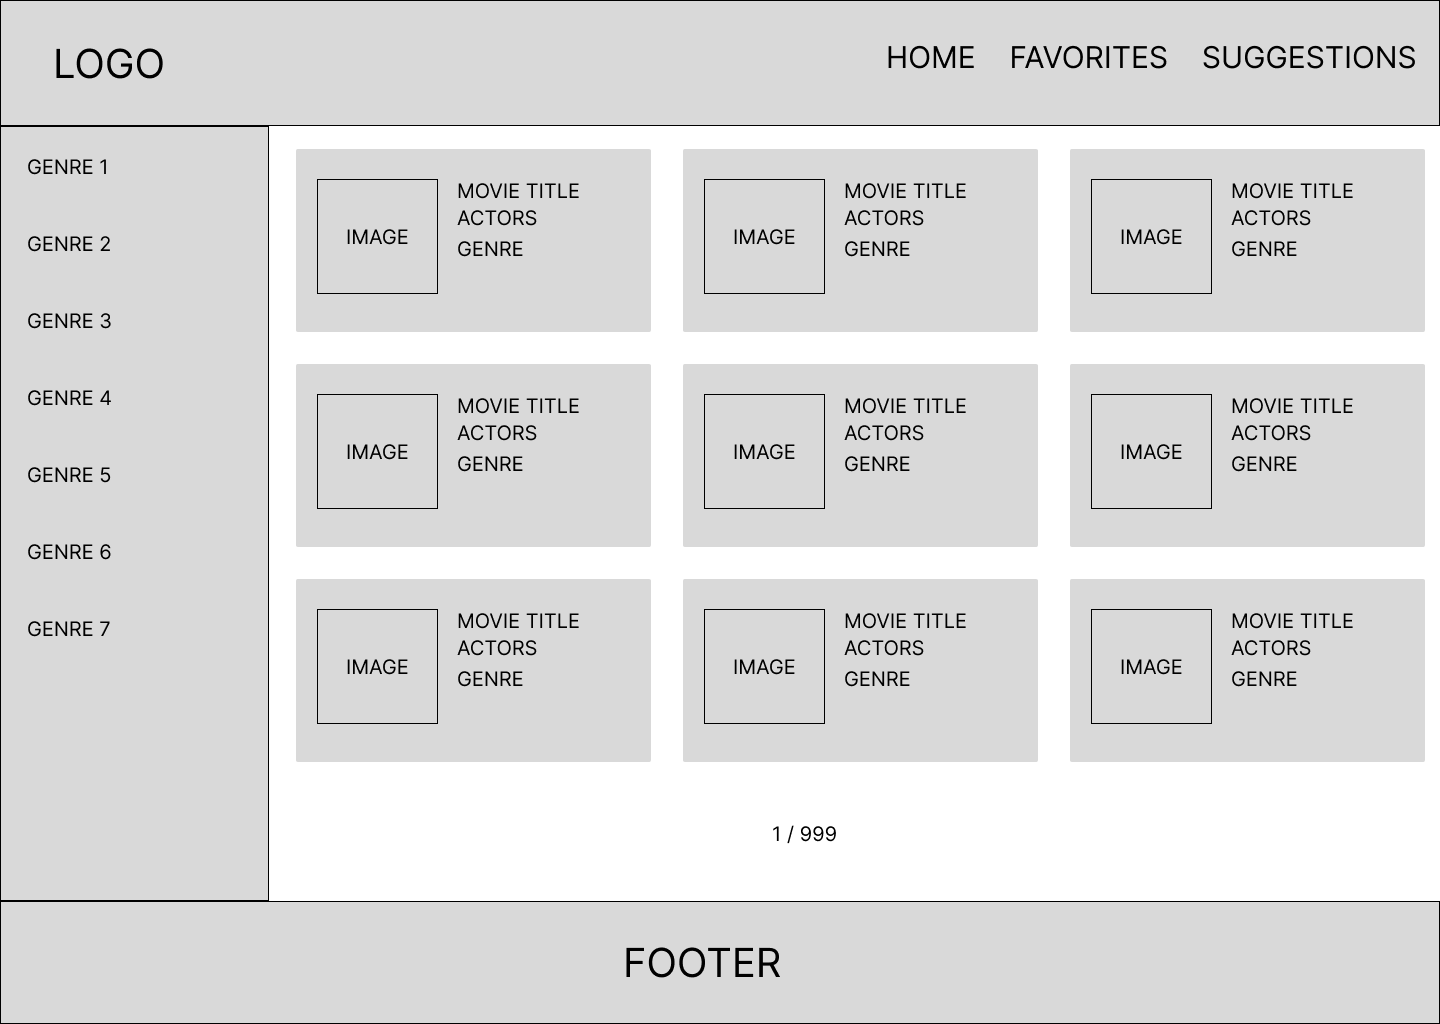 LOGO
HOME FAVORITES SUGGESTIONS
GENRE 1
GENRE 2
GENRE 3
GENRE 4
GENRE 5
GENRE 6
GENRE 7
IMAGE
MOVIE TITLE
ACTORS
GENRE
IMAGE
MOVIE TITLE
ACTORS
GENRE
IMAGE
MOVIE TITLE
ACTORS
GENRE
IMAGE
MOVIE TITLE
ACTORS
GENRE
IMAGE
MOVIE TITLE
ACTORS
GENRE
IMAGE
MOVIE TITLE
ACTORS
GENRE
IMAGE
MOVIE TITLE
ACTORS
GENRE
IMAGE
MOVIE TITLE
ACTORS
GENRE
IMAGE
MOVIE TITLE
ACTORS
GENRE
1 / 999
FOOTER